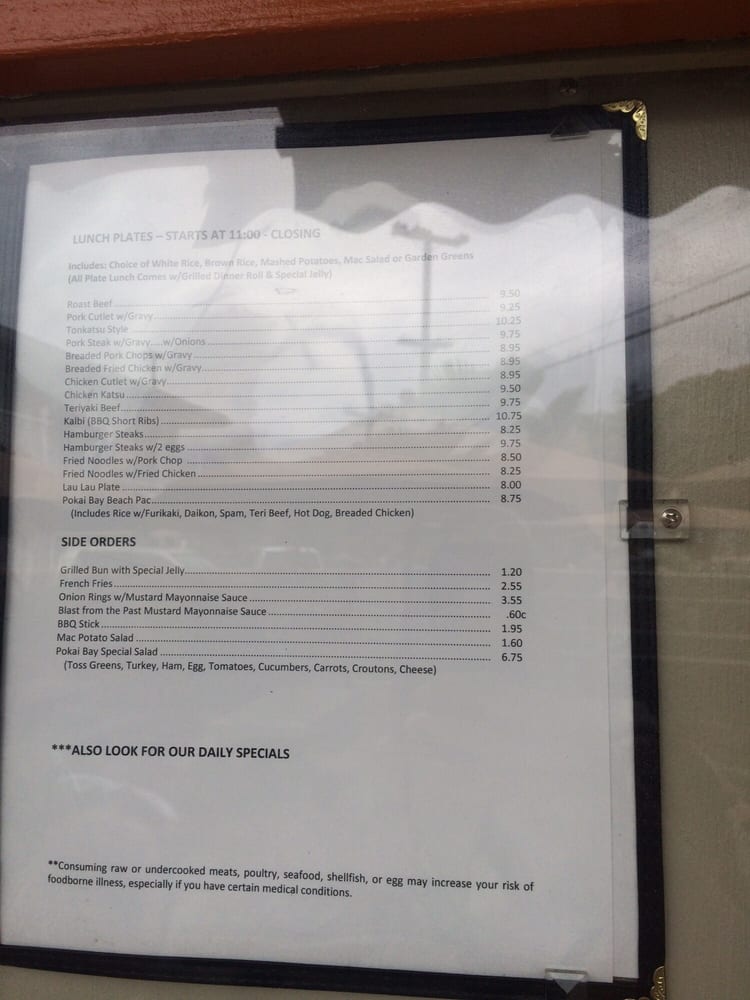 LUNCH PLATES – STARTS AT 11:00 - CLOSING
Includes: Choice of White Rice, Brown Rice, Mashed Potatoes, Mac Salad or Garden Greens
(All Plate Lunch Comes w/Grilled Dinner Roll & Special Jelly)
Roast Beef 9.50
Pork Cutlet w/Gravy 9.25
Tonkatsu Style 10.25
Pork Steak w/Gravy....w/Onions 9.75
Breaded Pork Chops w/Gravy 8.95
Breaded Fried Chicken w/Gravy 8.95
Chicken Cutlet w/Gravy 8.95
Chicken Katsu 9.50
Teriyaki Beef 9.75
Kalbi (BBQ Short Ribs) 10.75
Hamburger Steaks 8.25
Hamburger Steaks w/2 eggs 9.75
Fried Noodles w/Pork Chop 8.50
Fried Noodles w/Fried Chicken 8.25
Lau Lau Plate 8.00
Pokai Bay Beach Pac 8.75
(Includes Rice w/Furikaki, Daikon, Spam, Teri Beef, Hot Dog, Breaded Chicken)
SIDE ORDERS
Grilled Bun with Special Jelly 1.20
French Fries 2.55
Onion Rings w/Mustard Mayonnaise Sauce 3.55
Blast from the Past Mustard Mayonnaise Sauce .60c
BBQ Stick 1.95
Mac Potato Salad 1.60
Pokai Bay Special Salad 6.75
(Toss Greens, Turkey, Ham, Egg, Tomatoes, Cucumbers, Carrots, Croutons, Cheese)
***ALSO LOOK FOR OUR DAILY SPECIALS
**Consuming raw or undercooked meats, poultry, seafood, shellfish, or egg may increase your risk of
foodborne illness, especially if you have certain medical conditions.